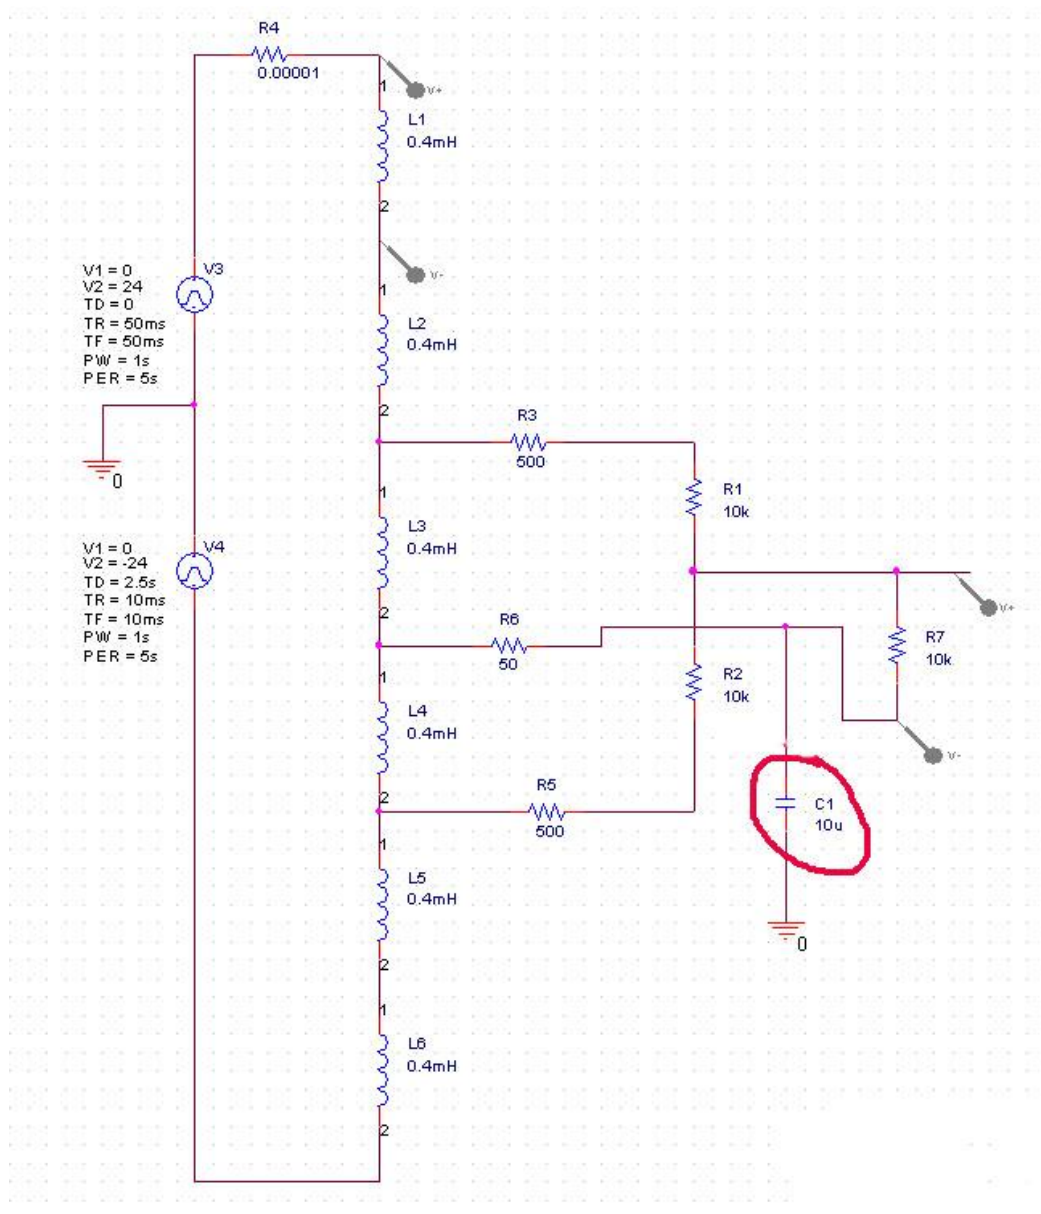 R4
0.00001
V+
1
L1
0.4mH
2
V-
V1 = 0
V2 = 24
TD = 0
TR = 50ms
TF = 50ms
PW = 1s
PER = 5s
V3
1
L2
0.4mH
2
0
R3
500
1
R1
10k
L3
0.4mH
2
V1 = 0
V2 = -24
TD = 2.5s
TR = 10ms
TF = 10ms
PW = 1s
PER = 5s
V4
V+
R6
50
R7
10k
1
R2
10k
L4
0.4mH
2
V-
R5
500
C1
10u
1
L5
0.4mH
2
0
1
L6
0.4mH
2